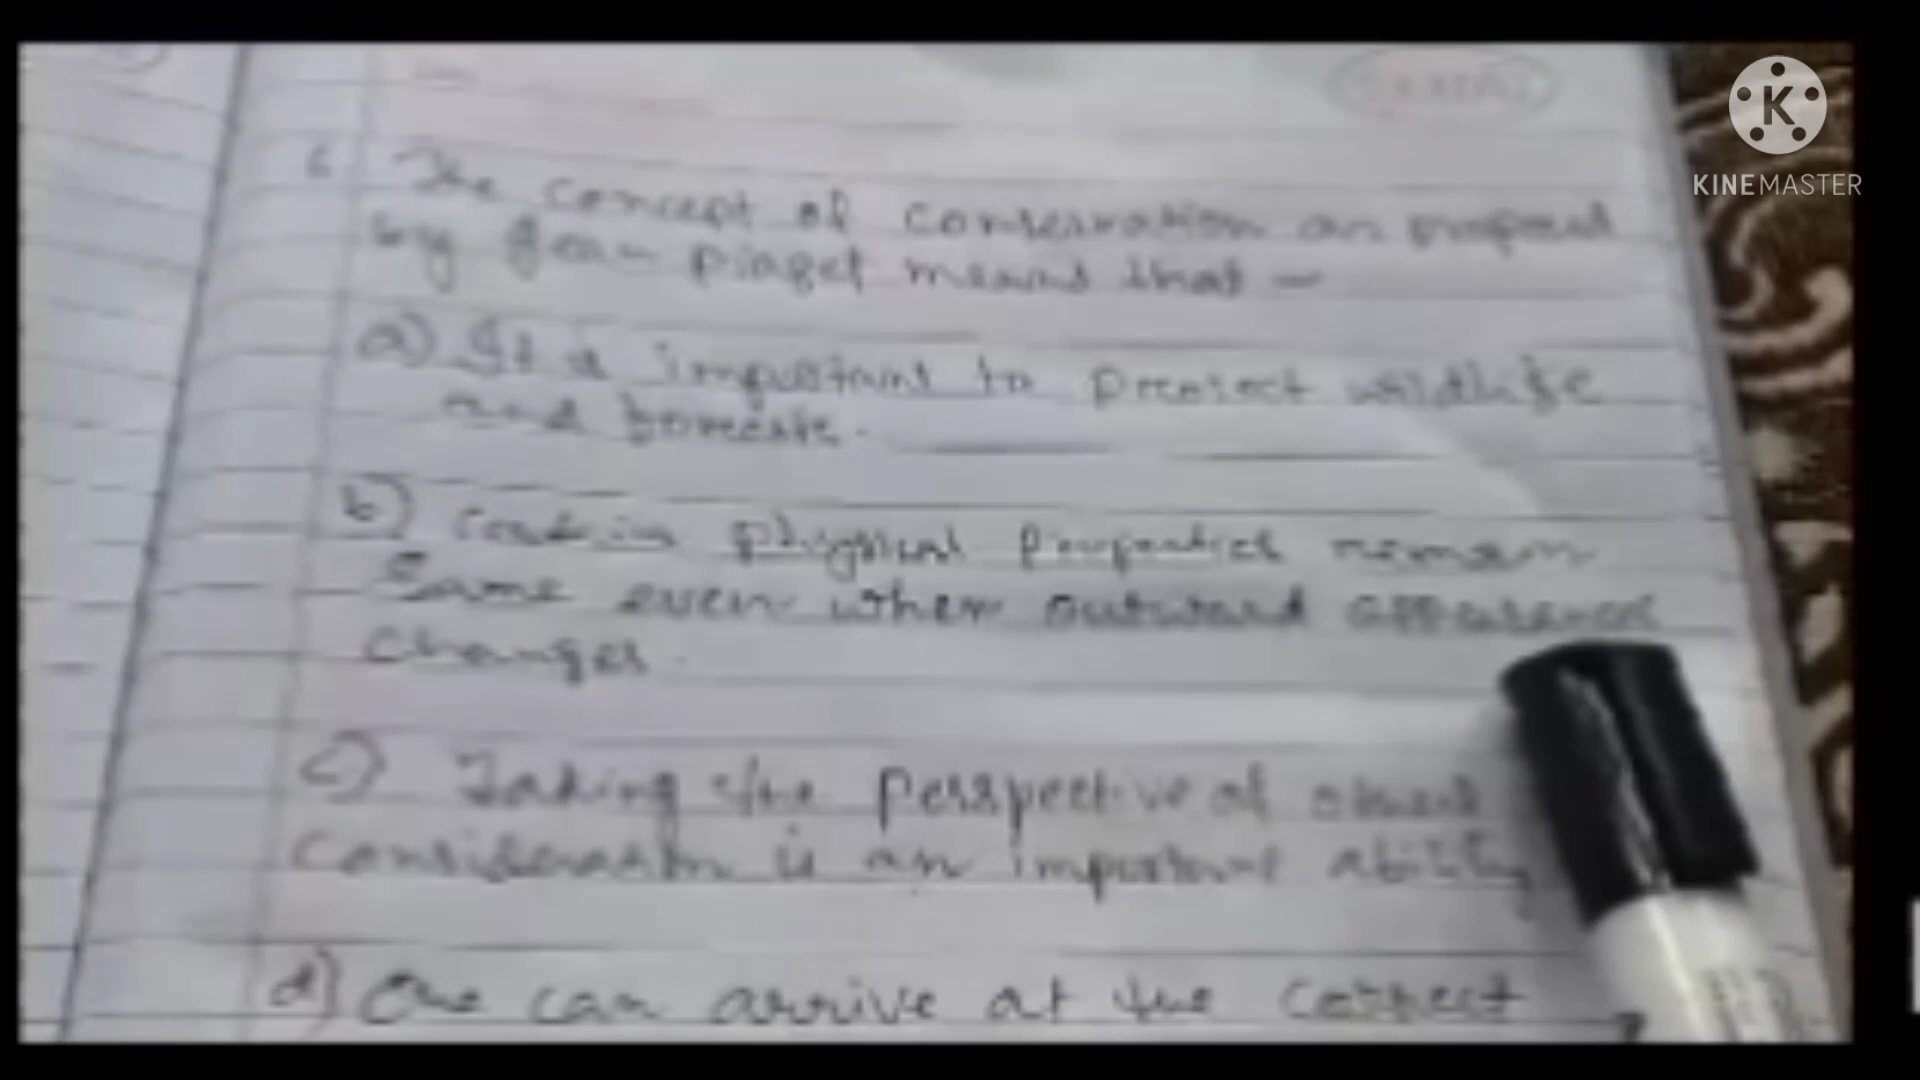 KINEMASTER
6. The concept of conservation as proposed
by Jean piaget means that -
a) It is important to protect wildlife
and forests.
b) Certain physical properties remain
Same even when outward appearances
changes.
c) Taking the perspective of
consideration is an important ability
d) One can arrive at the correct